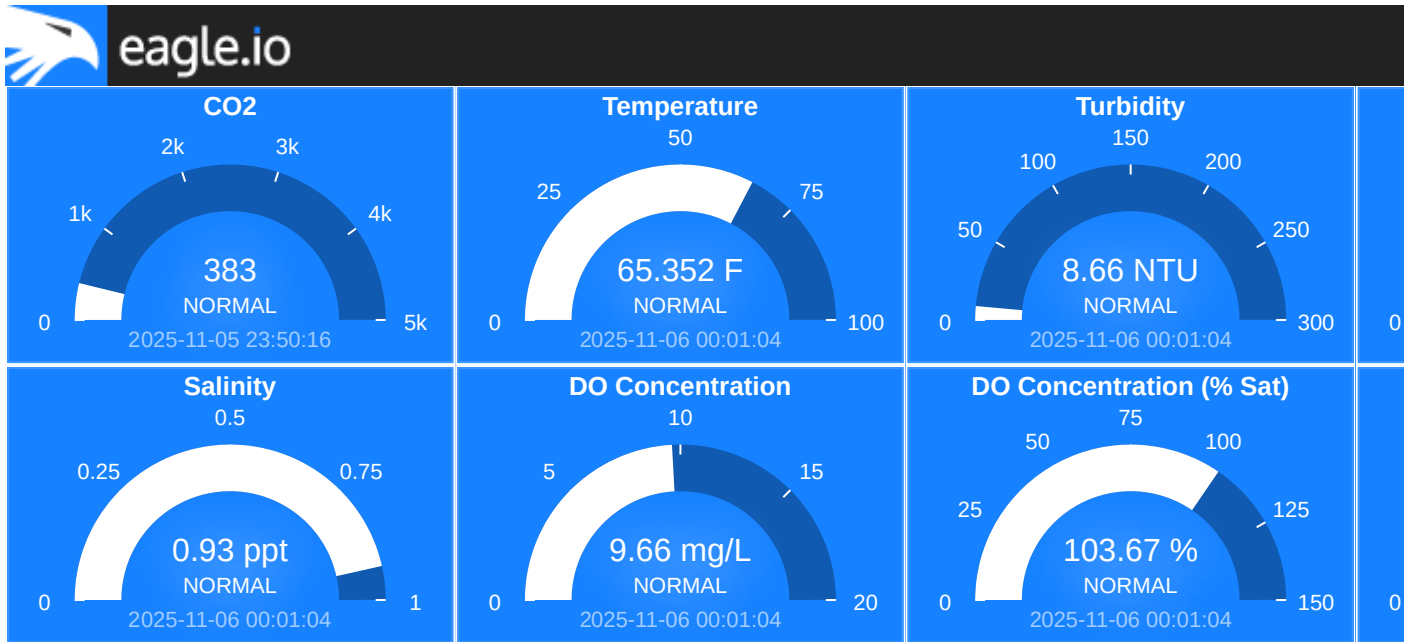 eagle.io
CO2
0
1k
2k
3k
4k
5k
383
NORMAL
2025-11-05 23:50:16
Temperature
0
25
50
75
100
65.352 F
NORMAL
2025-11-06 00:01:04
Turbidity
0
50
100
150
200
250
300
8.66 NTU
NORMAL
2025-11-06 00:01:04
0
Salinity
0
0.25
0.5
0.75
1
0.93 ppt
NORMAL
2025-11-06 00:01:04
DO Concentration
0
5
10
15
20
9.66 mg/L
NORMAL
2025-11-06 00:01:04
DO Concentration (% Sat)
0
25
50
75
100
125
150
103.67 %
NORMAL
2025-11-06 00:01:04
0